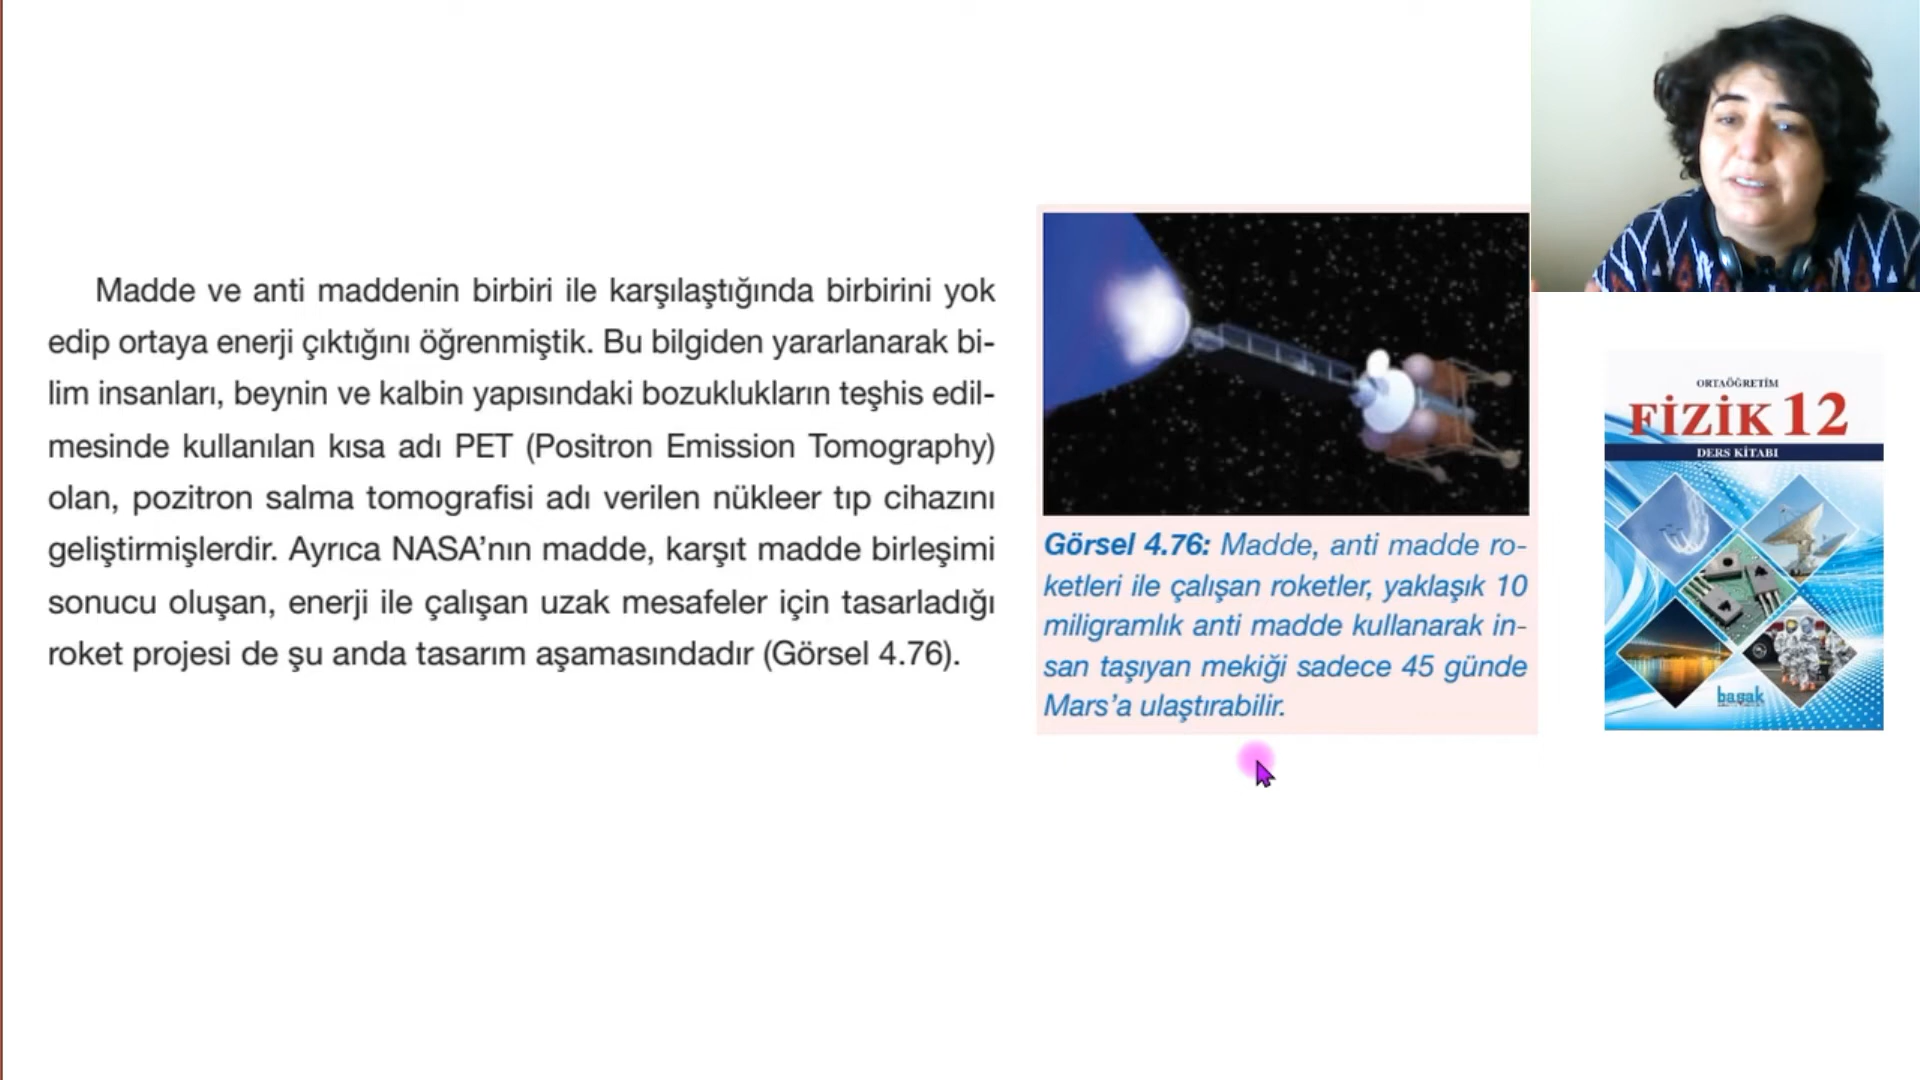 Madde ve anti maddenin birbiri ile karşılaştığında birbirini yok
edip ortaya enerji çıktığını öğrenmiştik. Bu bilgiden yararlanarak bi-
lim insanları, beynin ve kalbin yapısındaki bozuklukların teşhis edil-
mesinde kullanılan kısa adı PET (Positron Emission Tomography)
olan, pozitron salma tomografisi adı verilen nükleer tıp cihazını
geliştirmişlerdir. Ayrıca NASA’nın madde, karşıt madde birleşimi
sonucu oluşan, enerji ile çalışan uzak mesafeler için tasarladığı
roket projesi de şu anda tasarım aşamasındadır (Görsel 4.76).
Görsel 4.76: Madde, anti madde ro-
ketleri ile çalışan roketler, yaklaşık 10
miligramlık anti madde kullanarak in-
san taşıyan mekiği sadece 45 günde
Mars’a ulaştırabilir.
ORTAÖĞRETİM
FİZİK 12
DERS KİTABI
başak